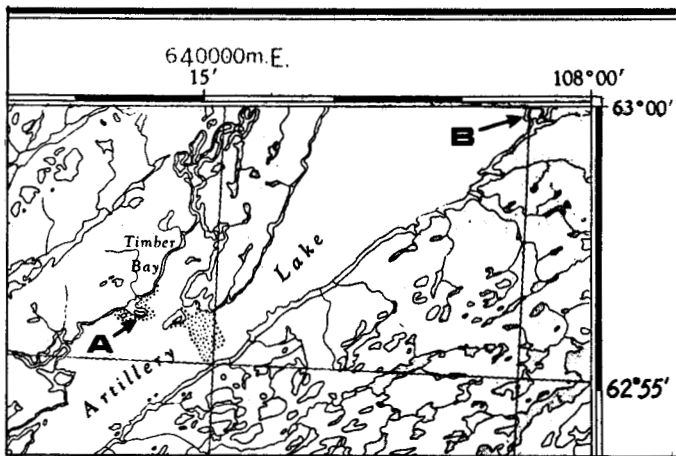 640000m.E.
15' 108°00'
63°00'
B
Timber
Bay
Lake
A
Artillery
62°55'